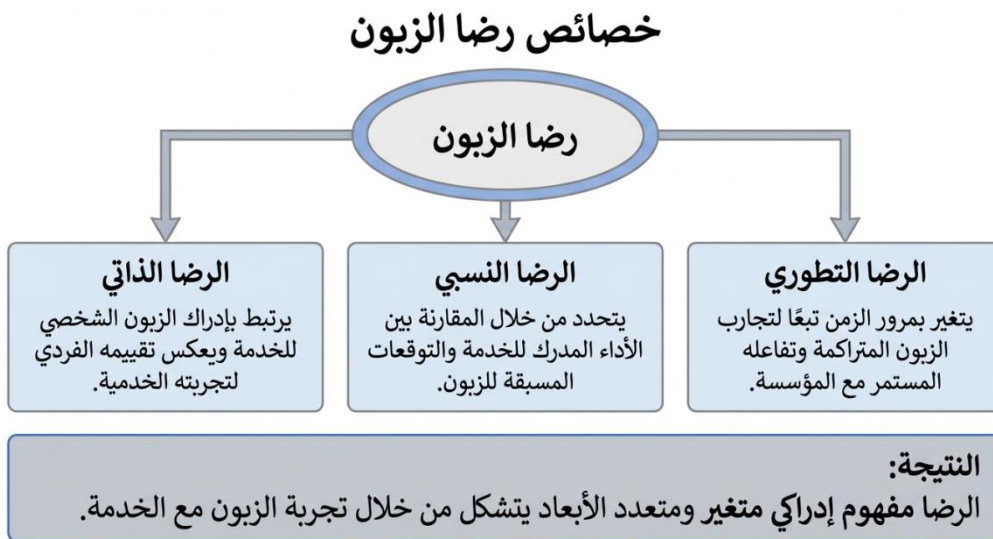 خصائص رضا الزبون
رضا الزبون
الرضا التطوري
يتغير بمرور الزمن تبعًا لتجارب
الزبون المتراكمة وتفاعله
المستمر مع المؤسسة.
الرضا النسبي
يتحدد من خلال المقارنة بين
الأداء المدرك للخدمة والتوقعات
المسبقة للزبون.
الرضا الذاتي
يرتبط بإدراك الزبون الشخصي
للخدمة ويعكس تقييمه الفردي
لتجربته الخدمية.
النتيجة:
الرضا مفهوم إدراكي متغير ومتعدد الأبعاد يتشكل من خلال تجربة الزبون مع الخدمة.